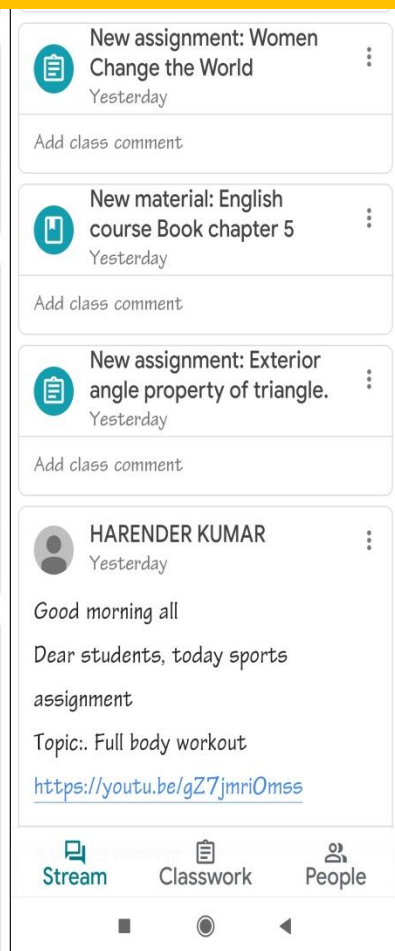 New assignment: Women
Change the World
Yesterday
Add class comment
New material: English
course Book chapter 5
Yesterday
Add class comment
New assignment: Exterior
angle property of triangle.
Yesterday
Add class comment
HARENDER KUMAR
Yesterday
Good morning all
Dear students, today sports
assignment
Topic:. Full body workout
https://youtu.be/gZ7jmriOmss
Stream Classwork People